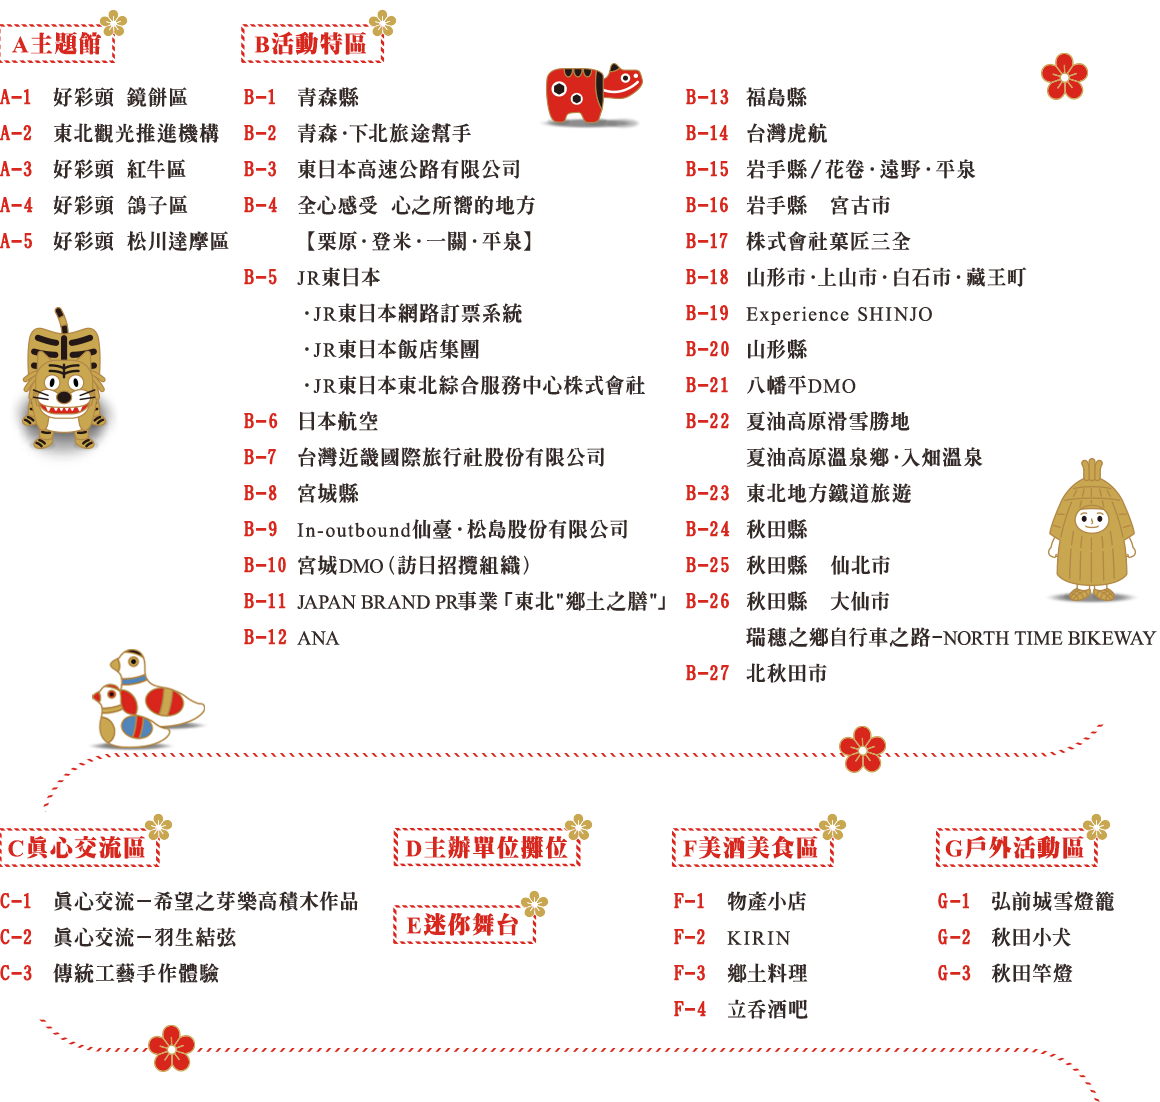 A主題館
A-1 好彩頭 鏡餅區
A-2 東北觀光推進機構
A-3 好彩頭 紅牛區
A-4 好彩頭 鴿子區
A-5 好彩頭 松川達摩區
B活動特區
B-1 青森縣
B-2 青森·下北旅途幫手
B-3 東日本高速公路有限公司
B-4 全心感受 心之所嚮的地方
【栗原·登米·一關·平泉】
B-5 JR東日本
·JR東日本網路訂票系統
·JR東日本飯店集團
·JR東日本東北綜合服務中心株式會社
B-6 日本航空
B-7 台灣近畿國際旅行社股份有限公司
B-8 宮城縣
B-9 In-outbound仙臺·松島股份有限公司
B-10 宮城DMO（訪日招攬組織）
B-11 JAPAN BRAND PR事業「東北"鄉土之膳"」
B-12 ANA
B-13 福島縣
B-14 台灣虎航
B-15 岩手縣/花卷·遠野·平泉
B-16 岩手縣 宮古市
B-17 株式會社菓匠三全
B-18 山形市·上山市·白石市·藏王町
B-19 Experience SHINJO
B-20 山形縣
B-21 八幡平DMO
B-22 夏油高原滑雪勝地
夏油高原溫泉鄉·入畑溫泉
B-23 東北地方鐵道旅遊
B-24 秋田縣
B-25 秋田縣 仙北市
B-26 秋田縣 大仙市
瑞穗之鄉自行車之路-NORTH TIME BIKEWAY
B-27 北秋田市
C眞心交流區
C-1 眞心交流－希望之芽樂高積木作品
C-2 眞心交流－羽生結弦
C-3 傳統工藝手作體驗
D主辦單位攤位
E迷你舞台
F美酒美食區
F-1 物產小店
F-2 KIRIN
F-3 鄉土料理
F-4 立吞酒吧
G戶外活動區
G-1 弘前城雪燈籠
G-2 秋田小犬
G-3 秋田竿燈